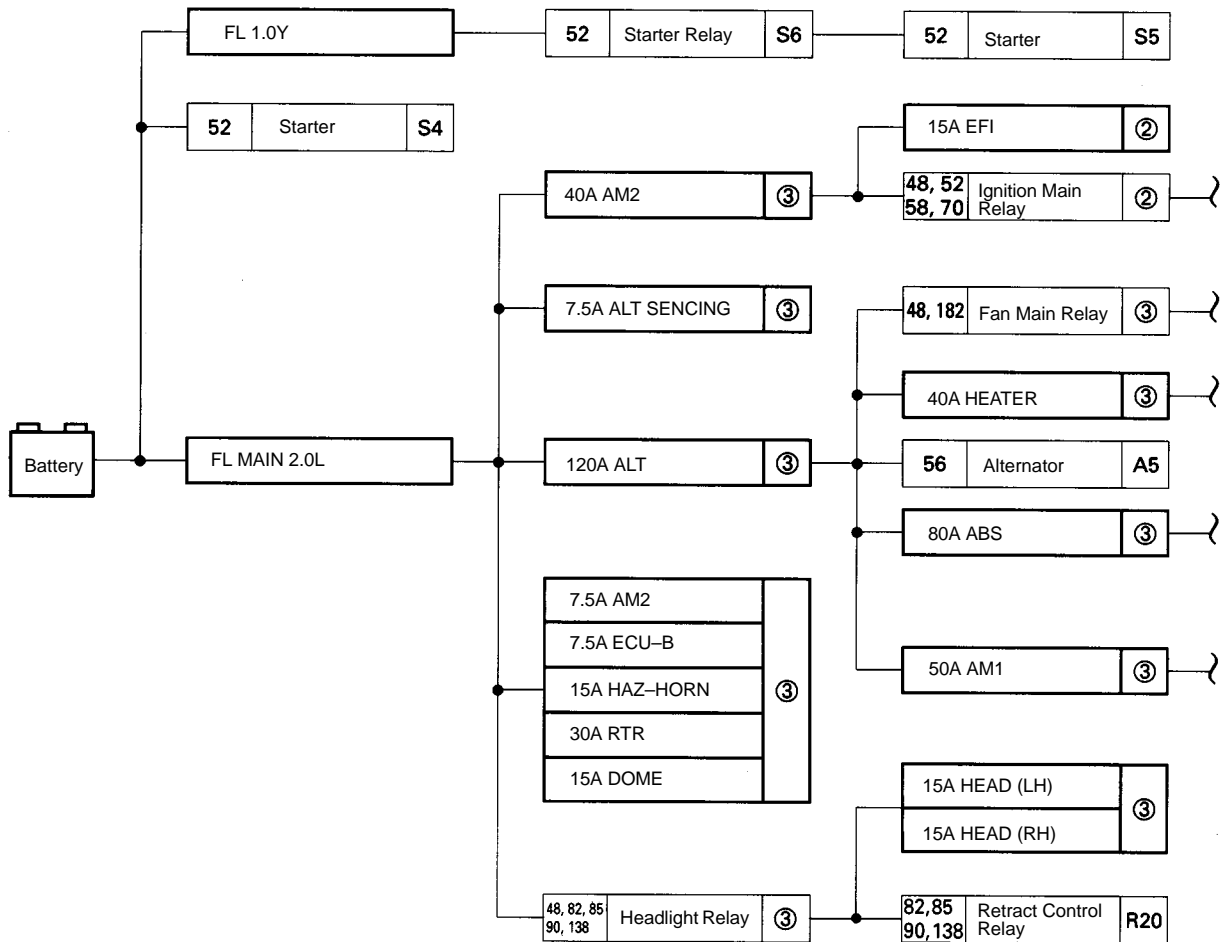 FL 1.0Y
52 Starter Relay S6
52 Starter S5
52 Starter S4
15A EFI ②
40A AM2 ③
48, 52
58, 70
Ignition Main
Relay
②
7.5A ALT SENCING ③
48, 182 Fan Main Relay ③
40A HEATER ③
Battery
FL MAIN 2.0L
120A ALT ③
56 Alternator A5
80A ABS ③
7.5A AM2
7.5A ECU–B
15A HAZ–HORN
30A RTR
15A DOME
③
50A AM1 ③
15A HEAD (LH)
15A HEAD (RH)
③
48, 82, 85
90, 138
Headlight Relay
③
82,85
90,138
Retract Control
Relay
R20